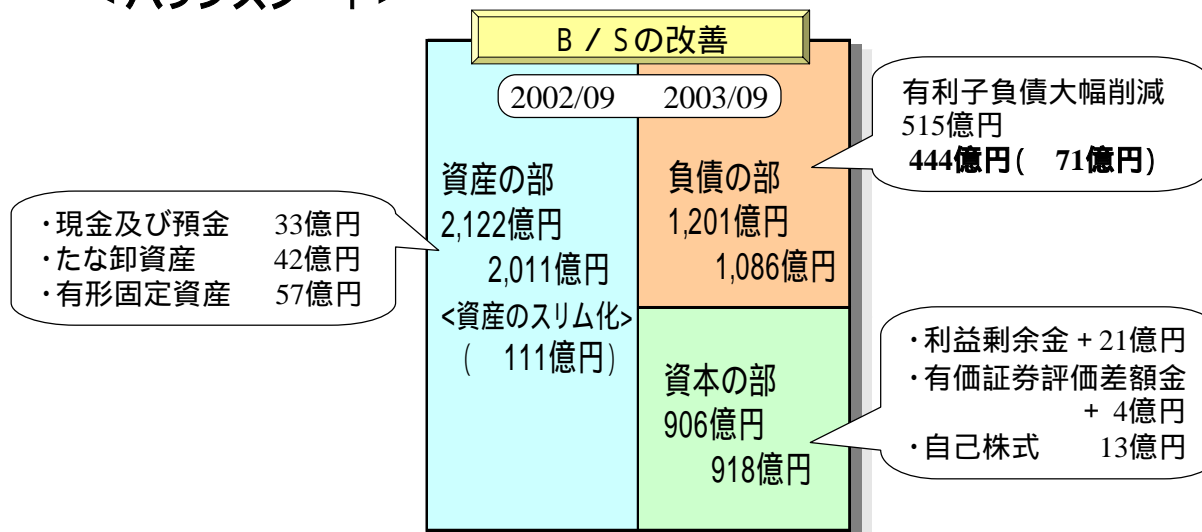 B/Sの改善
2002/09 2003/09
有利子負債大幅削減
515億円
444億円( 71億円)
資産の部
2,122億円
2,011億円
<資産のスリム化>
( 111億円)
負債の部
1,201億円
1,086億円
・現金及び預金 33億円
・たな卸資産 42億円
・有形固定資産 57億円
資本の部
906億円
918億円
・利益剰余金+21億円
・有価証券評価差額金
+ 4億円
・自己株式 13億円